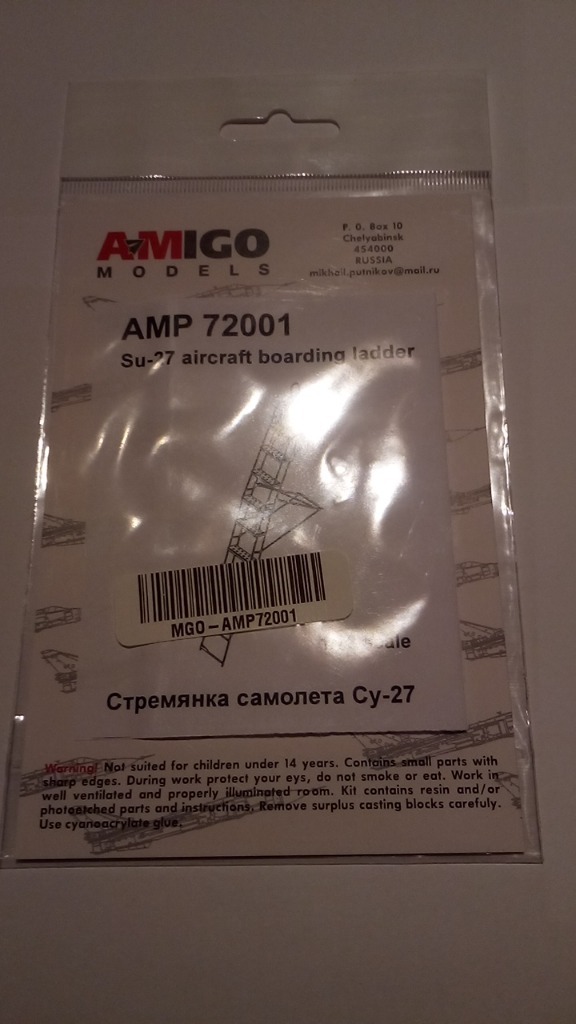 AMIGO
MODELS
P. O. Box 10
Chelyabinsk
454000
RUSSIA
mikhail.putnikov@mail.ru
AMP 72001
Su-27 aircraft boarding ladder
MGO-AMP72001
Стремянка самолета Су-27
Warning! Not suited for children under 14 years. Contains small parts with
sharp edges. During work protect your eyes, do not smoke or eat. Work in
well ventilated and properly illuminated room. Kit contains resin and/or
photoetched parts and instructions. Remove surplus casting blocks carefuly.
Use cyanoacrylate glue.